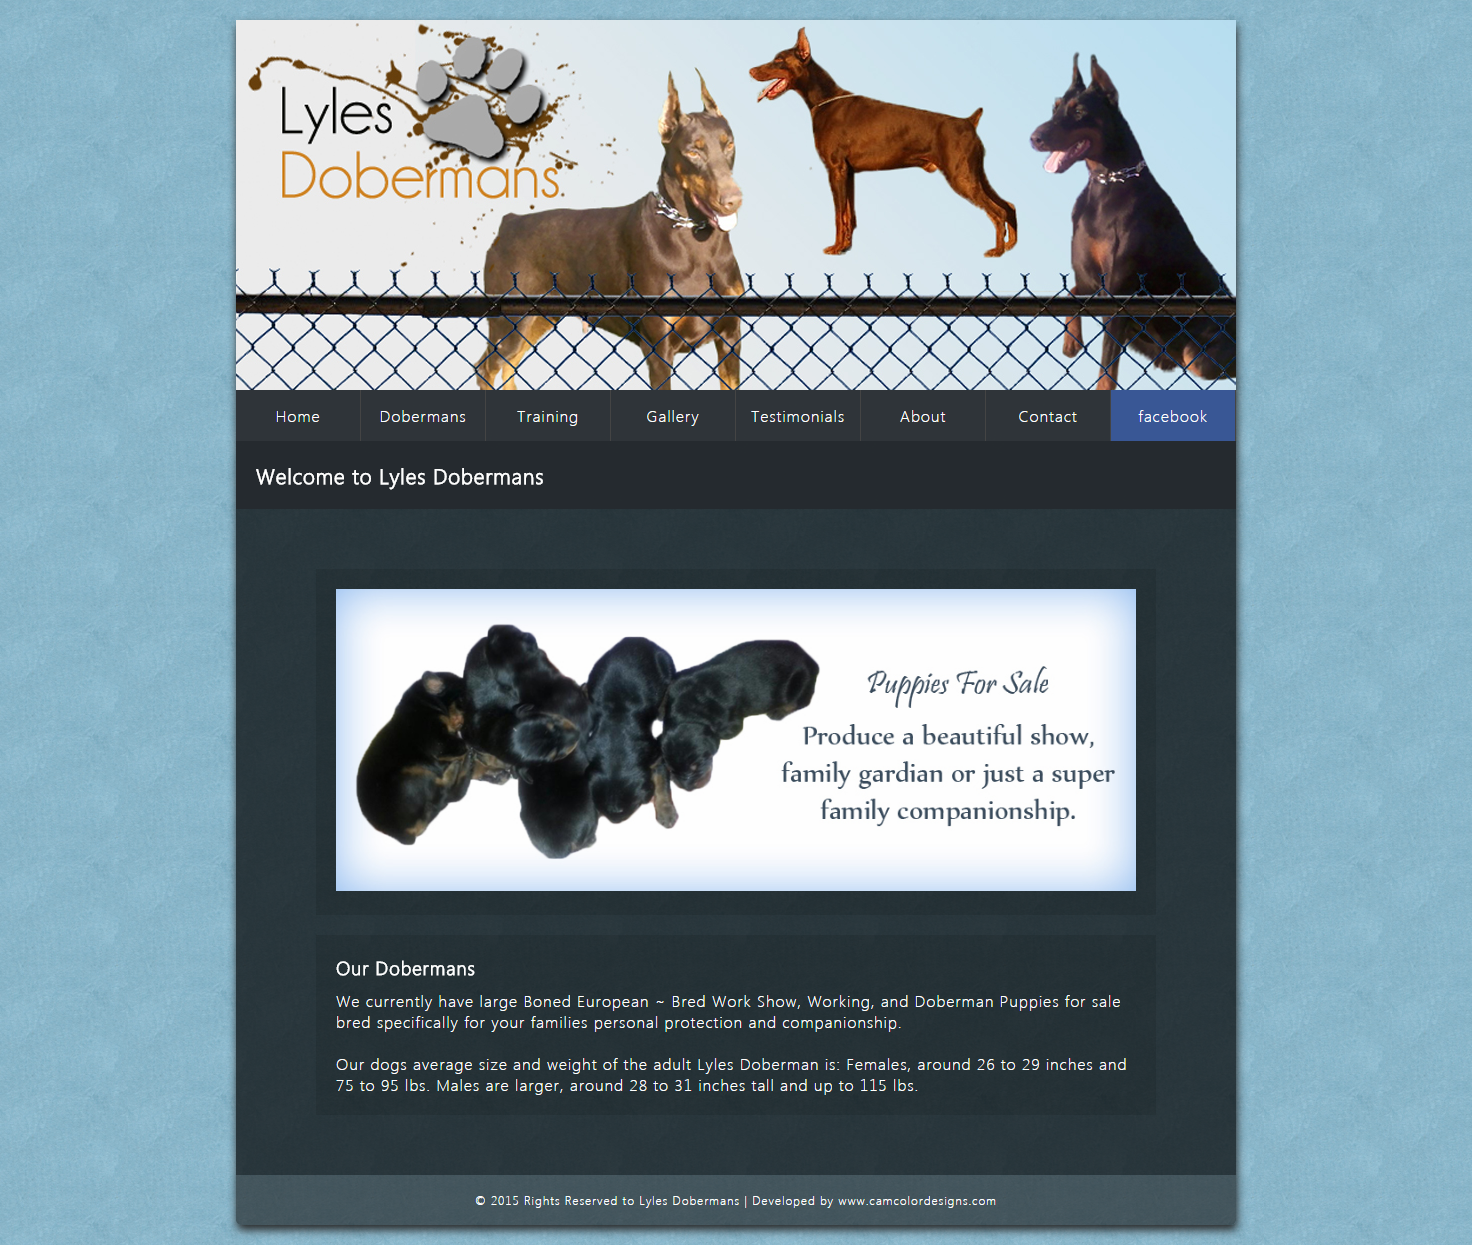 Lyles
Dobermans
Home Dobermans Training Gallery Testimonials About Contact facebook
Welcome to Lyles Dobermans
Puppies For Sale
Produce a beautiful show,
family gardian or just a super
family companionship.
Our Dobermans
We currently have large Boned European ~ Bred Work Show, Working, and Doberman Puppies for sale
bred specifically for your families personal protection and companionship.
Our dogs average size and weight of the adult Lyles Doberman is: Females, around 26 to 29 inches and
75 to 95 lbs. Males are larger, around 28 to 31 inches tall and up to 115 lbs.
© 2015 Rights Reserved to Lyles Dobermans | Developed by www.camcolordesigns.com